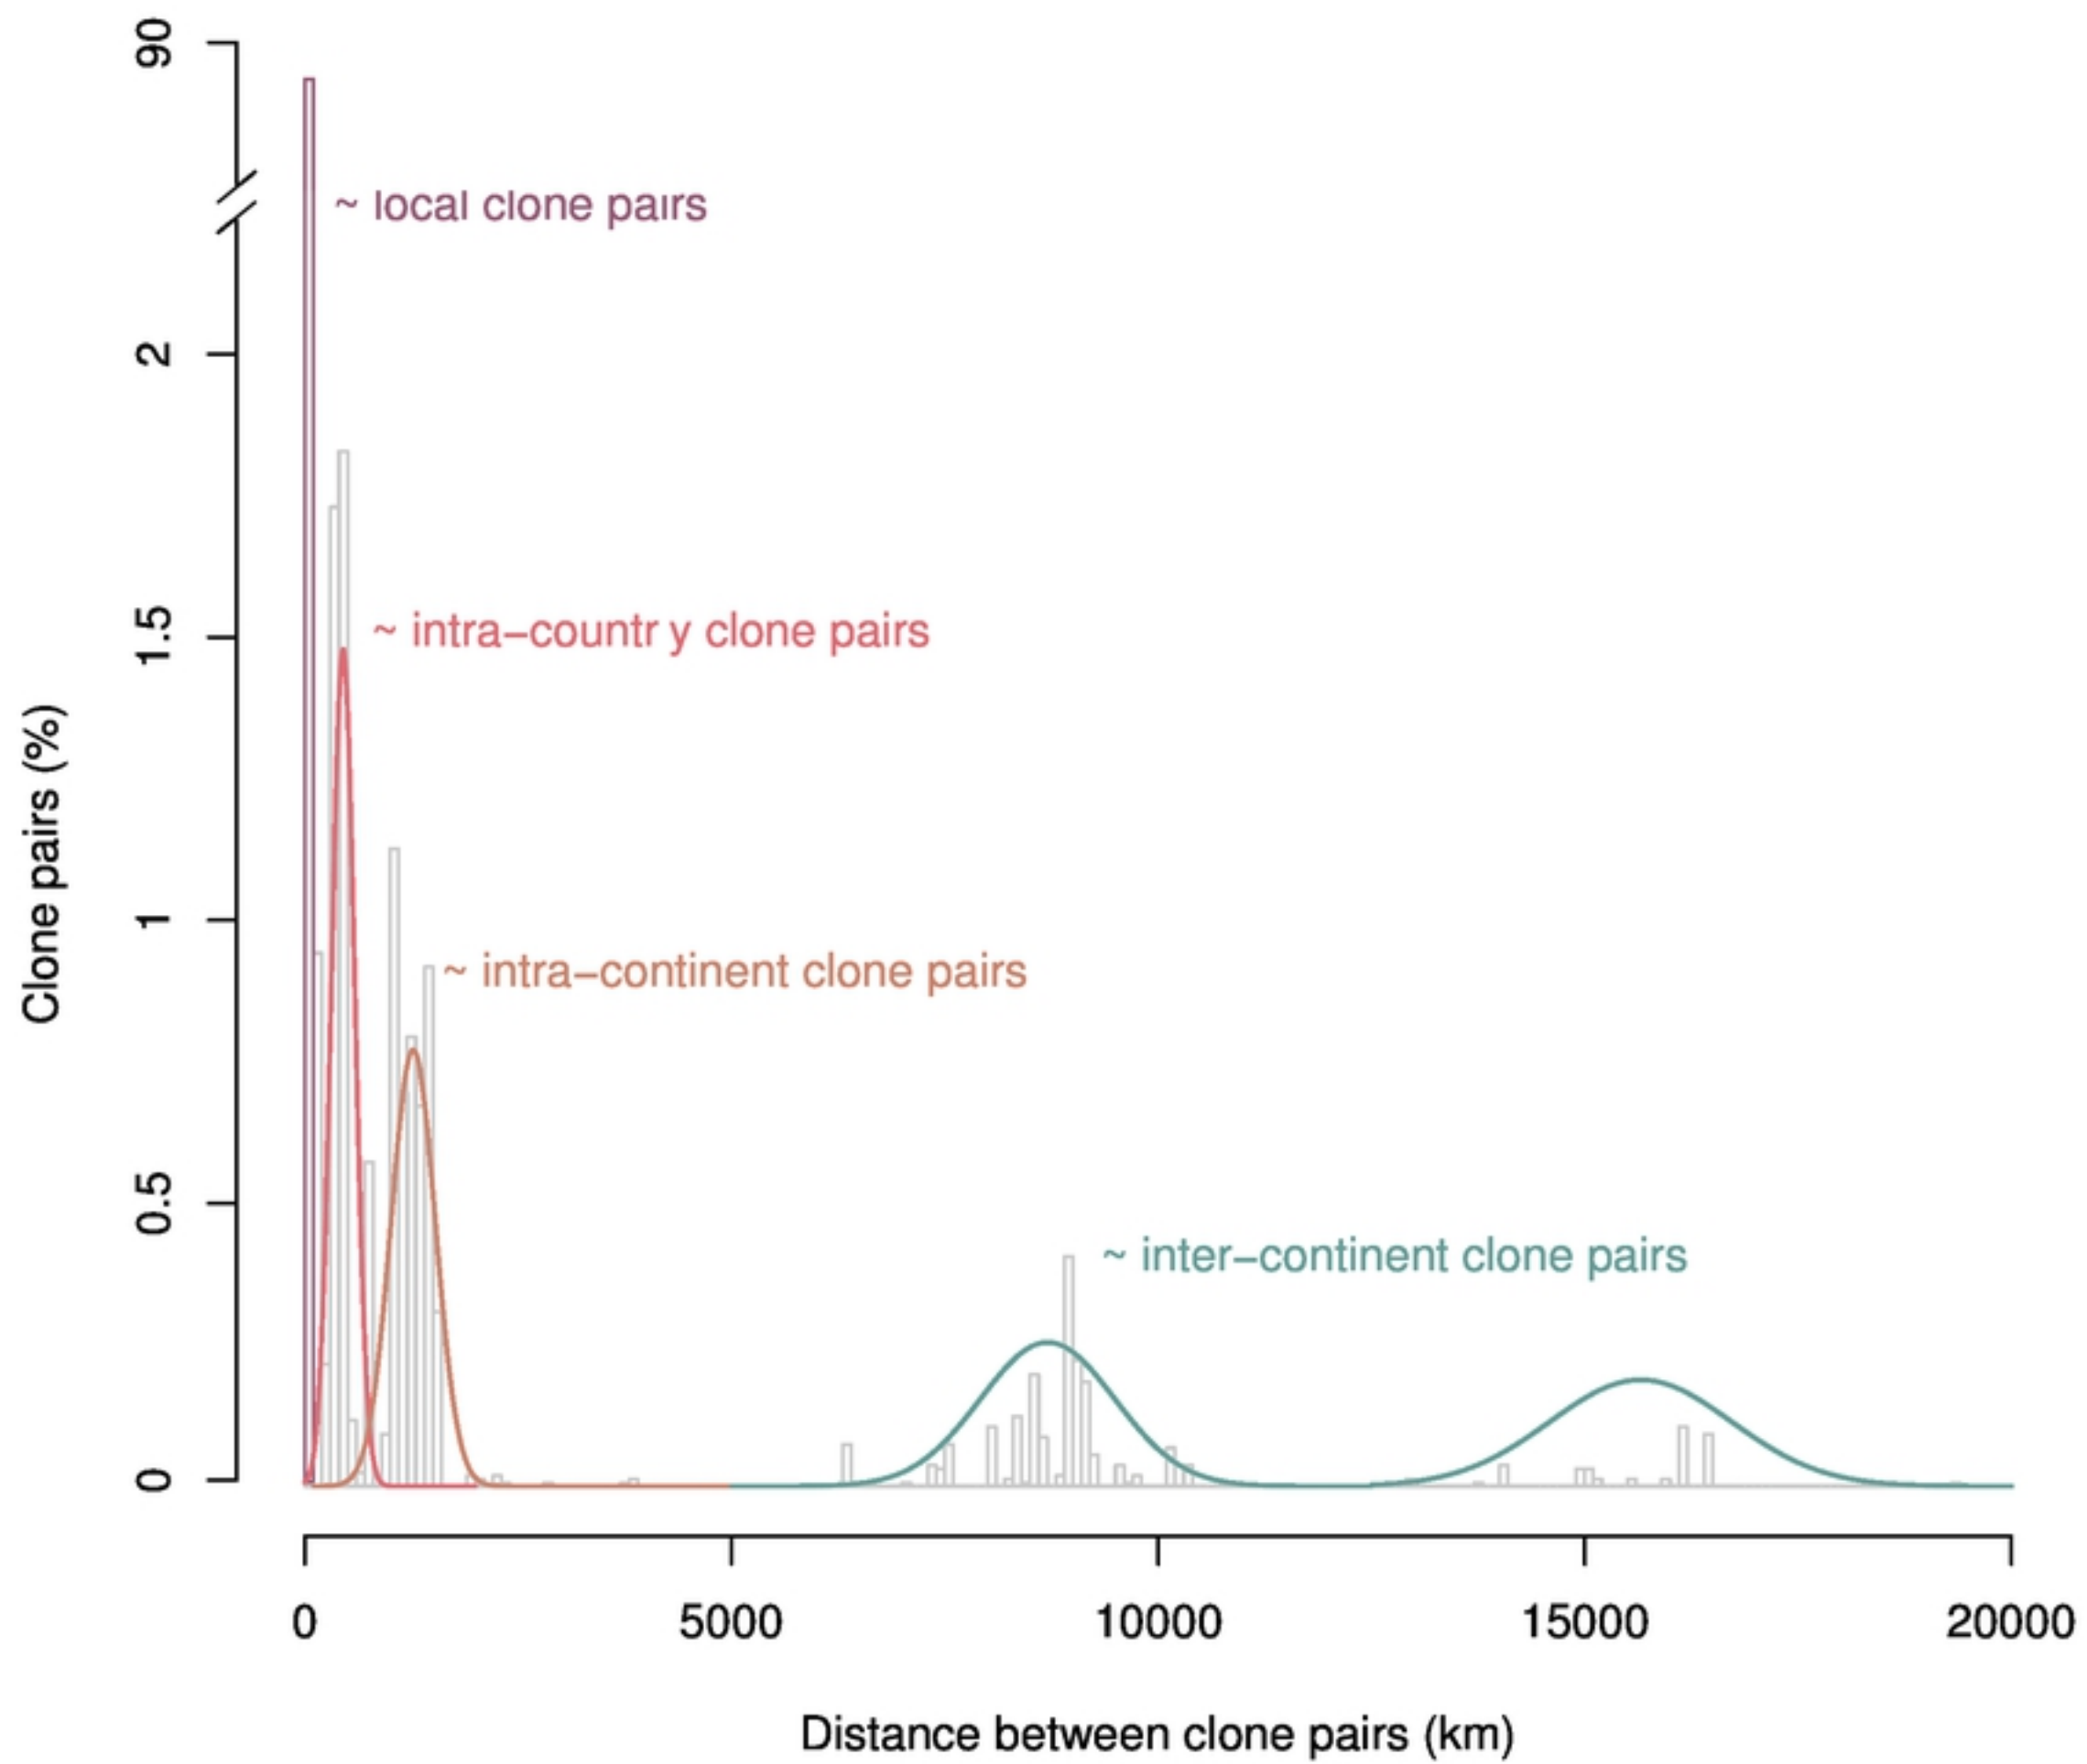 90
~ local clone pairs
2
1.5
~ intra–countr y clone pairs
1
~ intra–continent clone pairs
0.5
~ inter–continent clone pairs
0
Clone pairs (%)
0 5000 10000 15000 20000
Distance between clone pairs (km)